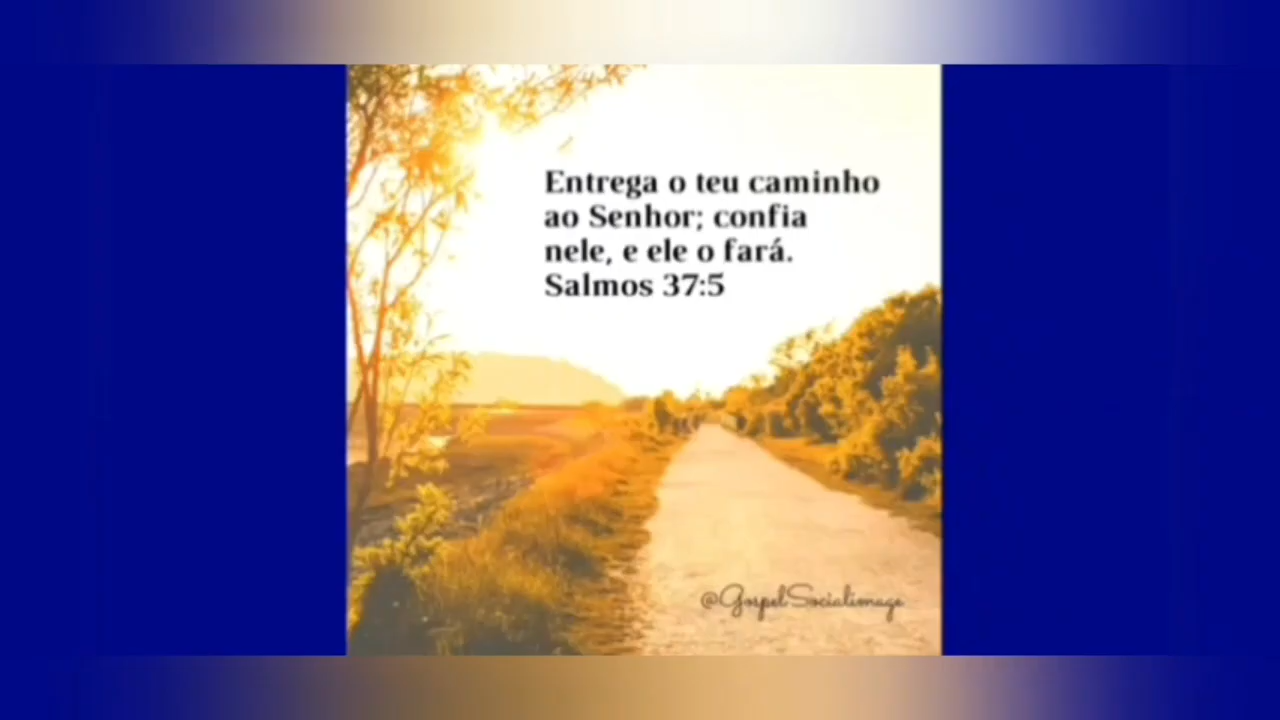 Entrega o teu caminho
ao Senhor; confia
nele, e ele o fará.
Salmos 37:5
@GospelSocialimage